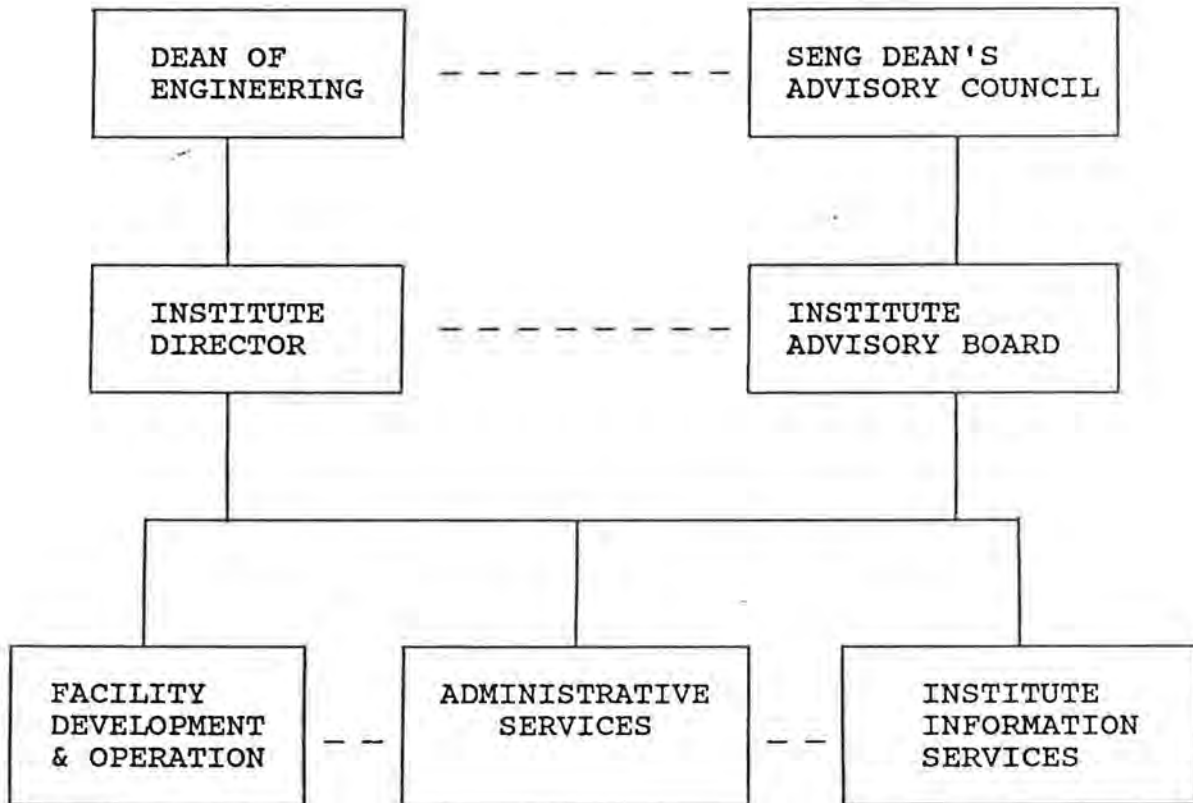 DEAN OF
ENGINEERING
SENG DEAN'S
ADVISORY COUNCIL
INSTITUTE
DIRECTOR
INSTITUTE
ADVISORY BOARD
FACILITY
DEVELOPMENT
& OPERATION
ADMINISTRATIVE
SERVICES
INSTITUTE
INFORMATION
SERVICES